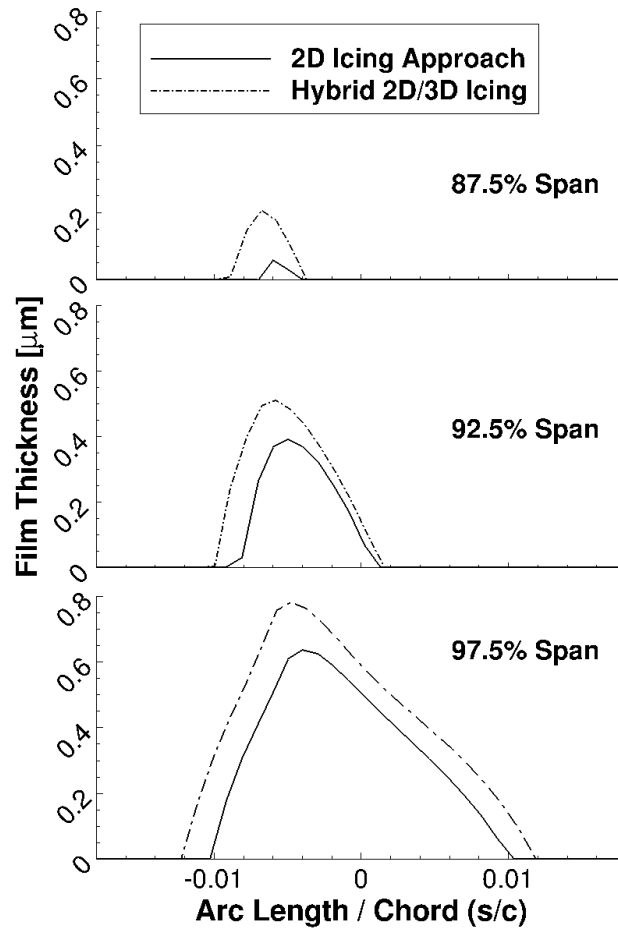 0.8
2D Icing Approach
Hybrid 2D/3D Icing
0.6
0.4
87.5% Span
0.2
0
0.8
0.6
92.5% Span
0.4
0.2
0
0.8
97.5% Span
0.6
0.4
0.2
0
Film Thickness [μm]
-0.01 0 0.01
Arc Length / Chord (s/c)